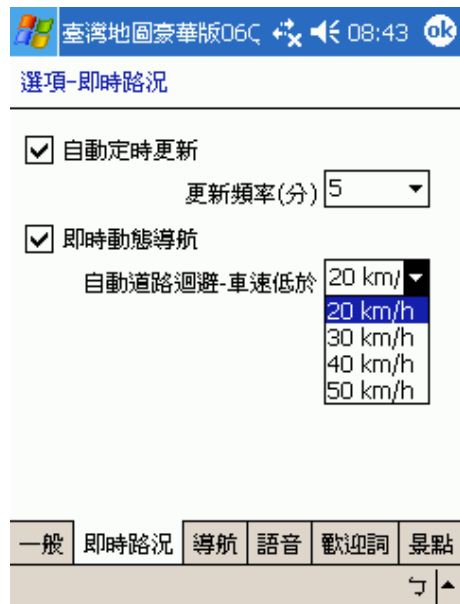 臺灣地圖豪華版06Q 08:43 ok
選項-即時路況
自動定時更新
更新頻率(分) 5
即時動態導航
自動道路迴避-車速低於 20 km/
20 km/h
30 km/h
40 km/h
50 km/h
一般 即時路況 導航 語音 歡迎詞 景點
ㄅ